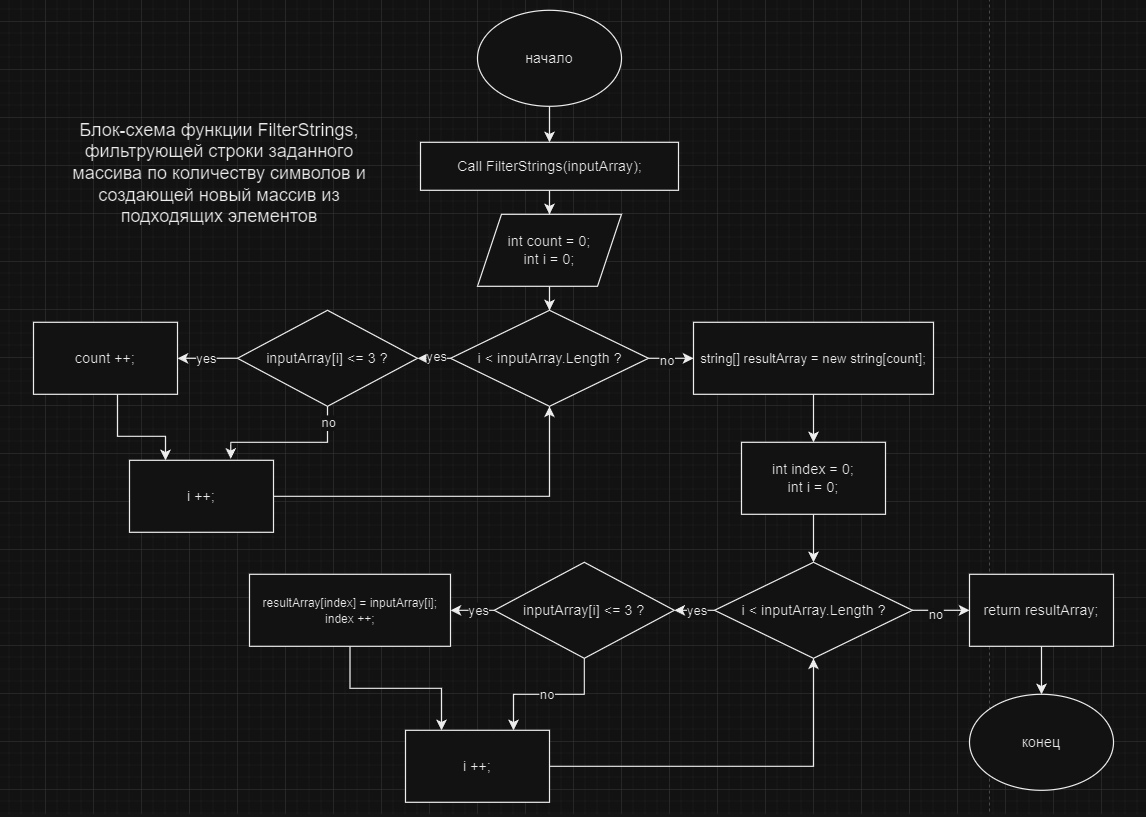 начало
Блок-схема функции FilterStrings,
фильтрующей строки заданного
массива по количеству символов и
создающей новый массив из
подходящих элементов
Call FilterStrings(inputArray);
int count = 0;
int i = 0;
count ++;
yes
inputArray[i] <= 3 ?
yes
i < inputArray.Length ?
no
string[] resultArray = new string[count];
no
i ++;
int index = 0;
int i = 0;
resultArray[index] = inputArray[i];
index ++;
yes
inputArray[i] <= 3 ?
yes
i < inputArray.Length ?
no
return resultArray;
no
i ++;
конец